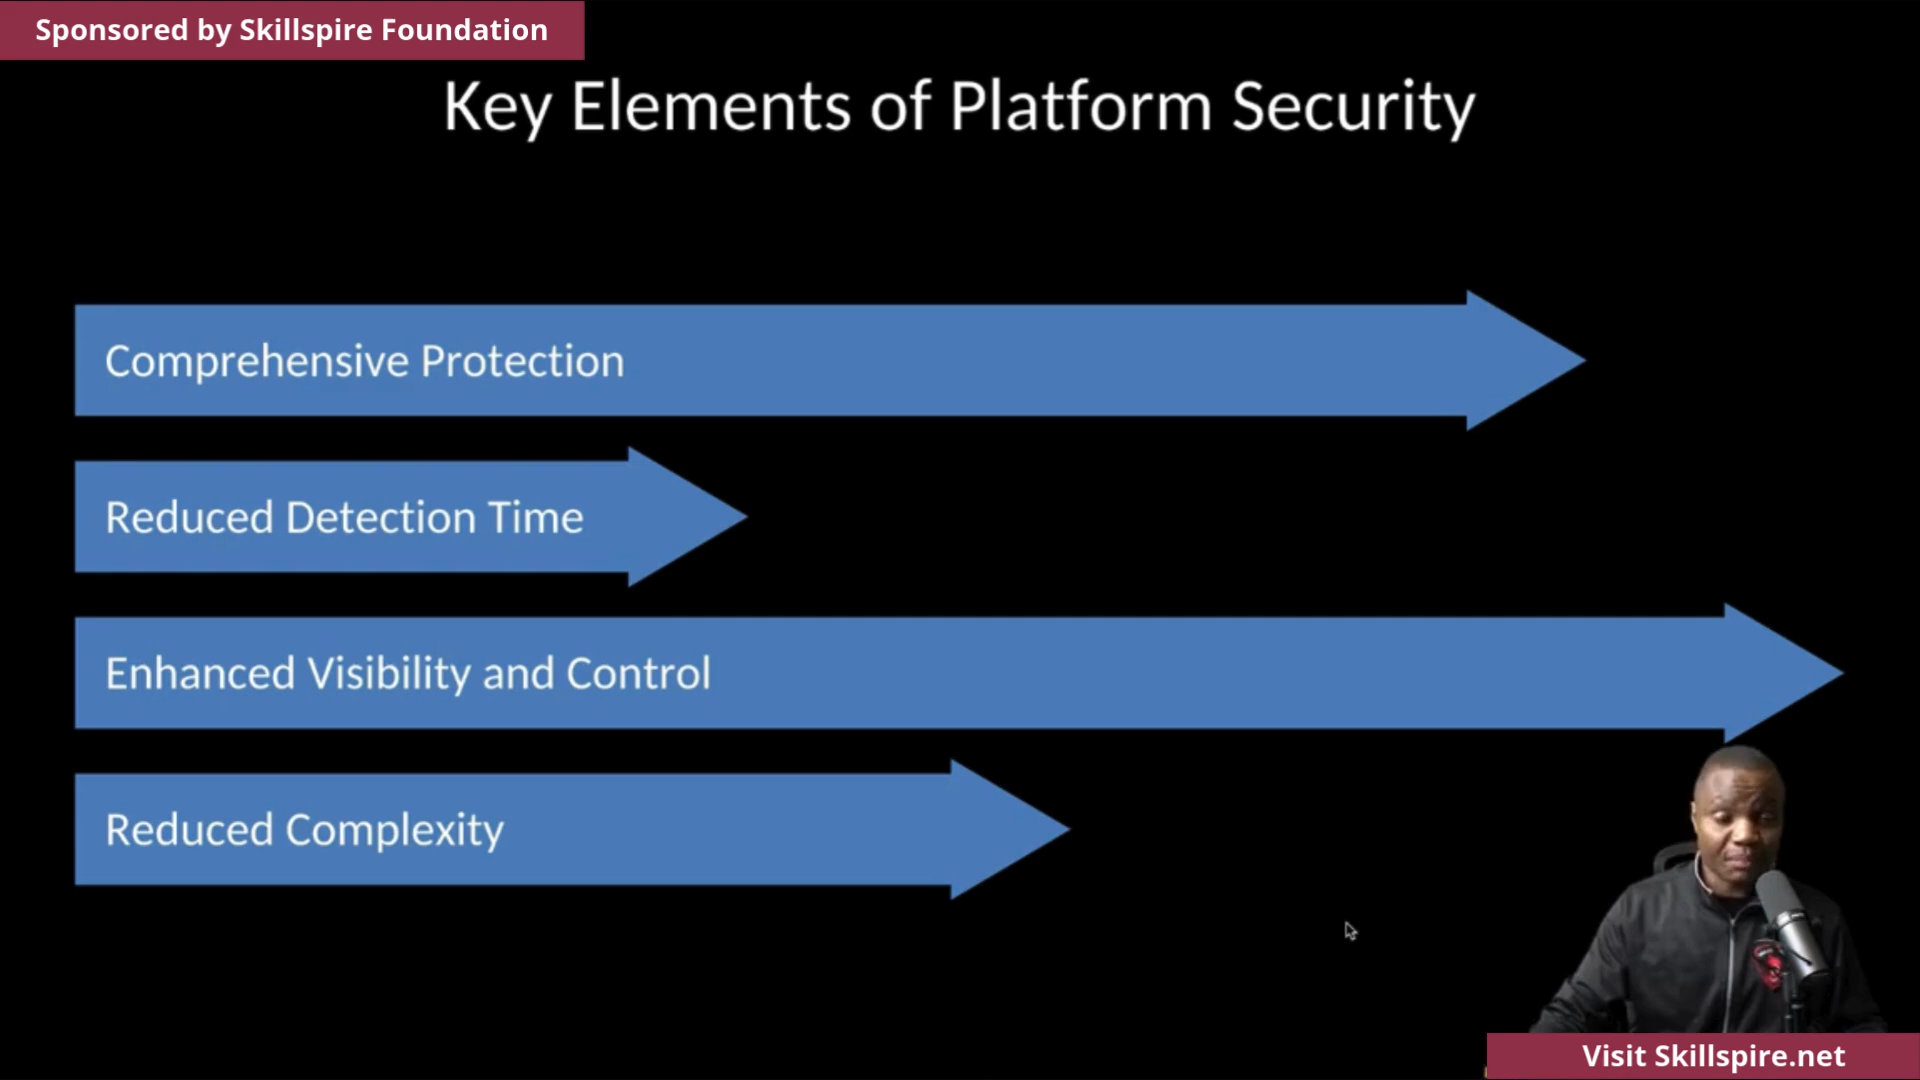 Sponsored by Skillspire Foundation
Key Elements of Platform Security
Comprehensive Protection
Reduced Detection Time
Enhanced Visibility and Control
Reduced Complexity
Visit Skillspire.net